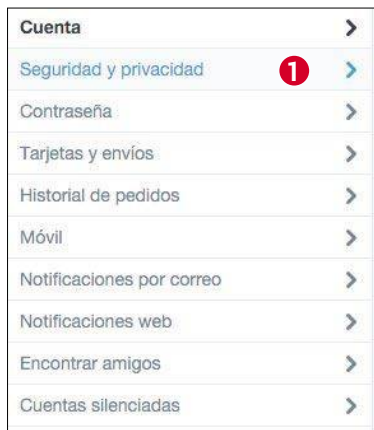 Cuenta
Seguridad y privacidad 1
Contraseña
Tarjetas y envíos
Historial de pedidos
Móvil
Notificaciones por correo
Notificaciones web
Encontrar amigos
Cuentas silenciadas